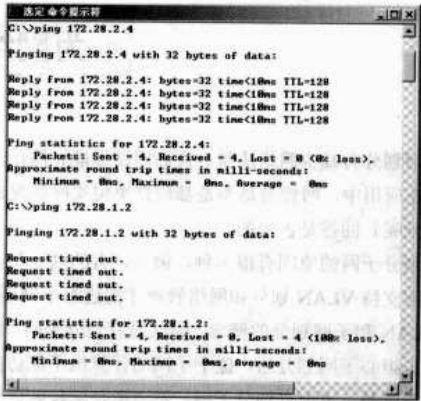 选定 命令提示符
C:\>ping 172.28.2.4
Pinging 172.28.2.4 with 32 bytes of data:
Reply from 172.28.2.4: bytes=32 time<10ms TTL=128
Reply from 172.28.2.4: bytes=32 time<10ms TTL=128
Reply from 172.28.2.4: bytes=32 time<10ms TTL=128
Reply from 172.28.2.4: bytes=32 time<10ms TTL=128
Ping statistics for 172.28.2.4:
Packets: Sent = 4, Received = 4, Lost = 0 (0% loss),
Approximate round trip times in milli-seconds:
Minimum = 0ms, Maximum = 0ms, Average = 0ms
C:\>ping 172.28.1.2
Pinging 172.28.1.2 with 32 bytes of data:
Request timed out.
Request timed out.
Request timed out.
Request timed out.
Ping statistics for 172.28.1.2:
Packets: Sent = 4, Received = 0, Lost = 4 (100% loss),
Approximate round trip times in milli-seconds:
Minimum = 0ms, Maximum = 0ms, Average = 0ms